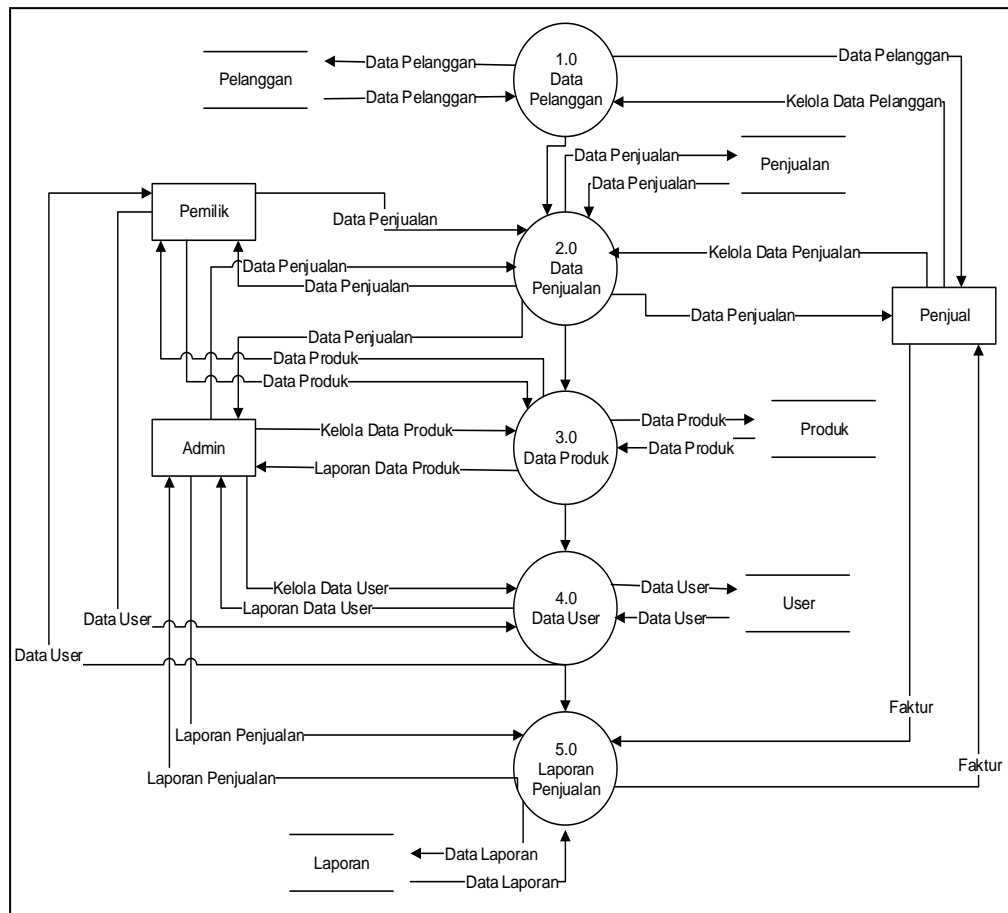 1.0
Data
Pelanggan
Data Pelanggan
Data Pelanggan
Pelanggan
Data Pelanggan
Kelola Data Pelanggan
Data Penjualan
Penjualan
Data Penjualan
Pemilik
Data Penjualan
2.0
Data
Penjualan
Kelola Data Penjualan
Data Penjualan
Data Penjualan
Data Penjualan
Penjual
Data Penjualan
Data Produk
Data Produk
Data Produk
Produk
Data Produk
Kelola Data Produk
3.0
Data Produk
Admin
Laporan Data Produk
Kelola Data User
Laporan Data User
4.0
Data User
Data User
User
Data User
Data User
Data User
Faktur
Laporan Penjualan
5.0
Laporan
Penjualan
Laporan Penjualan
Faktur
Data Laporan
Laporan
Data Laporan